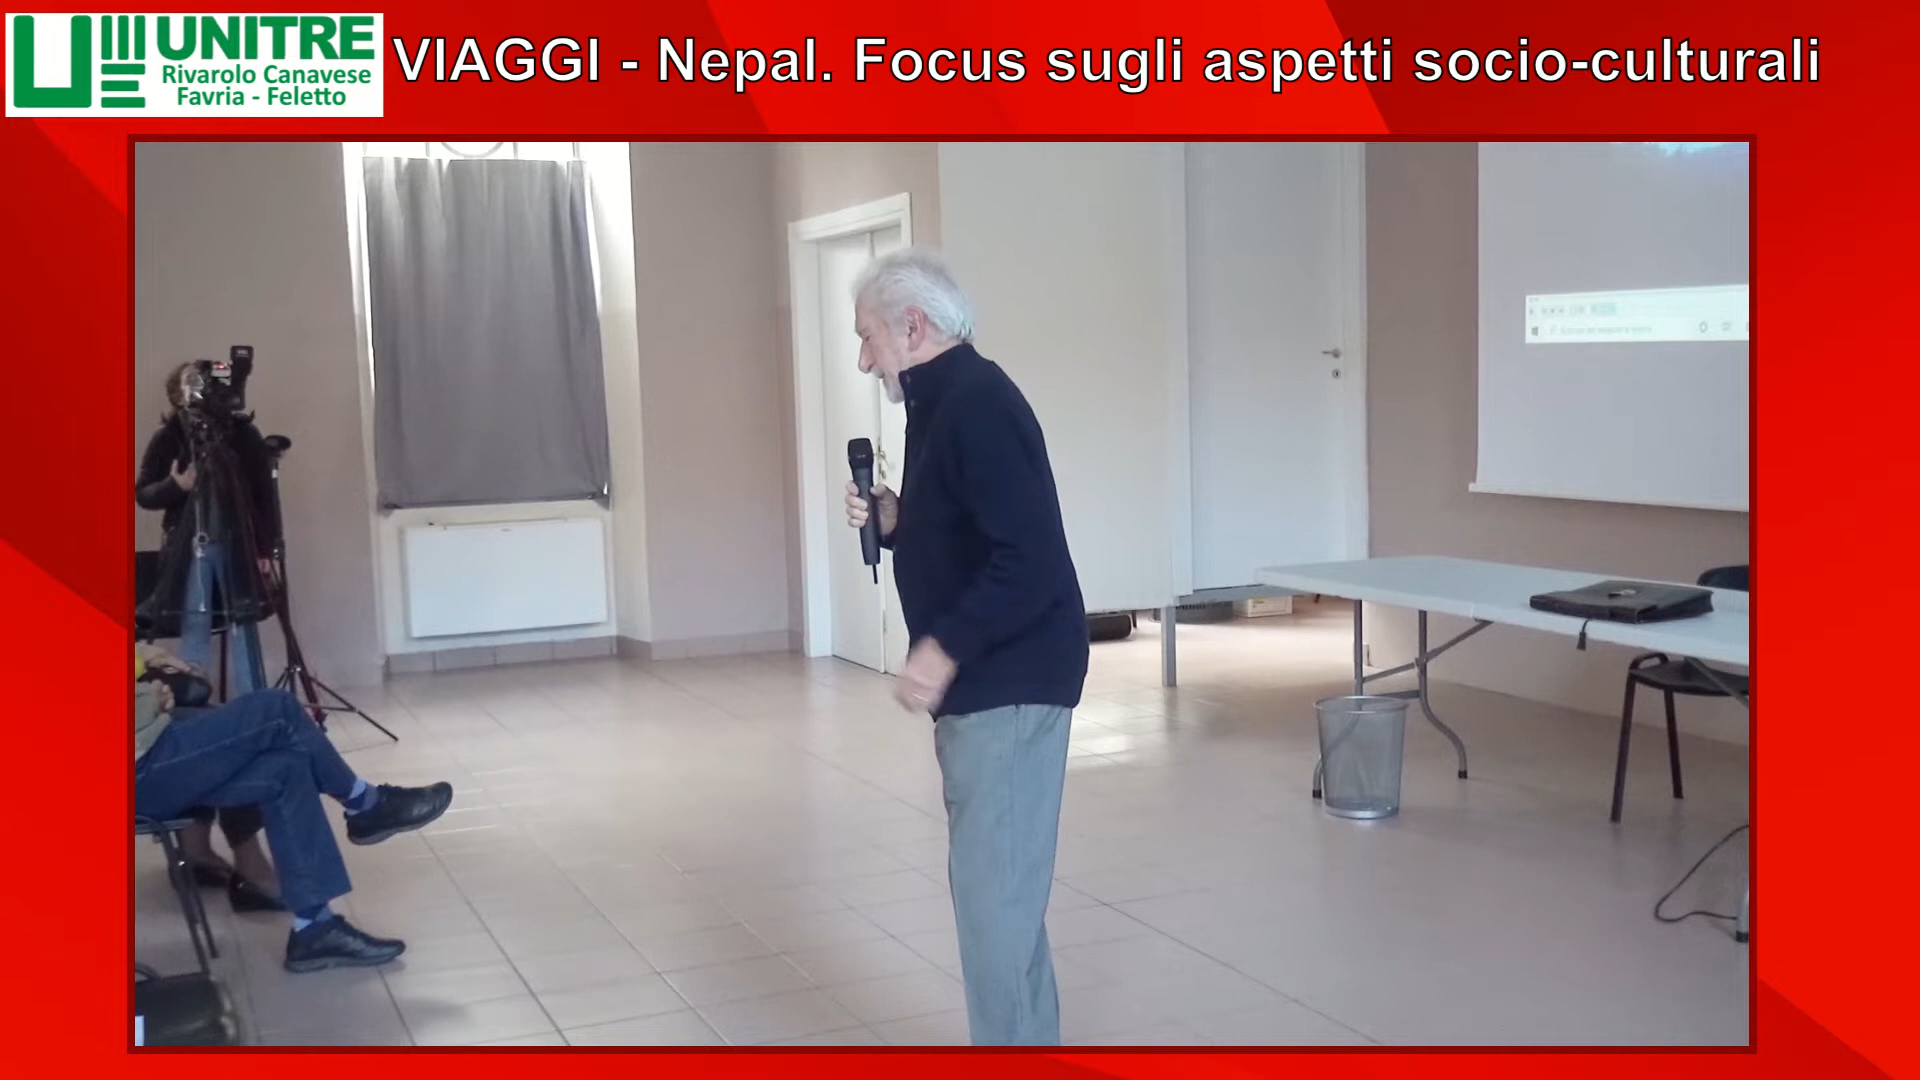 UNITRE
Rivarolo Canavese
Favria - Feletto
VIAGGI - Nepal. Focus sugli aspetti socio-culturali